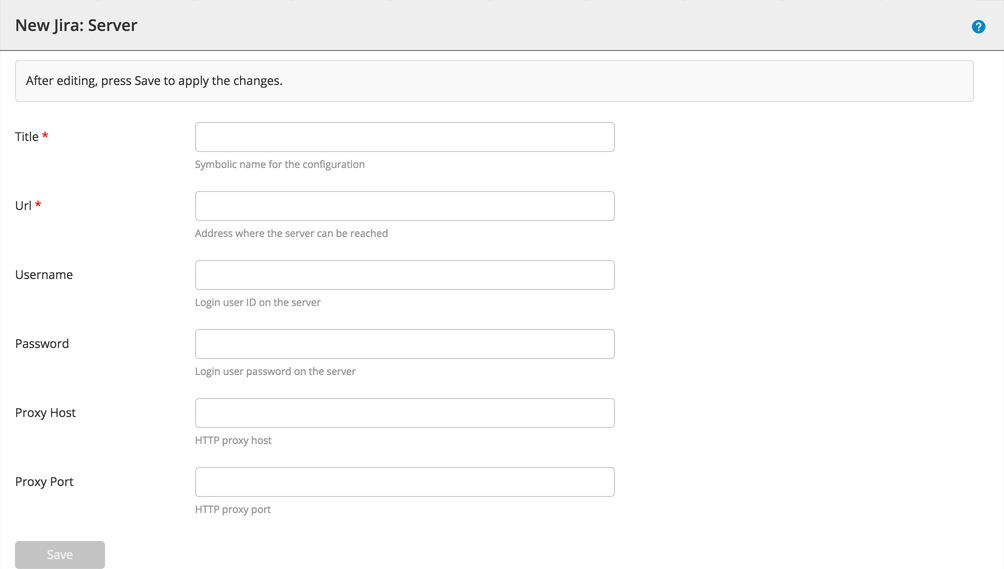 New Jira: Server
?
After editing, press Save to apply the changes.
Title *
Symbolic name for the configuration
Url *
Address where the server can be reached
Username
Login user ID on the server
Password
Login user password on the server
Proxy Host
HTTP proxy host
Proxy Port
HTTP proxy port
Save